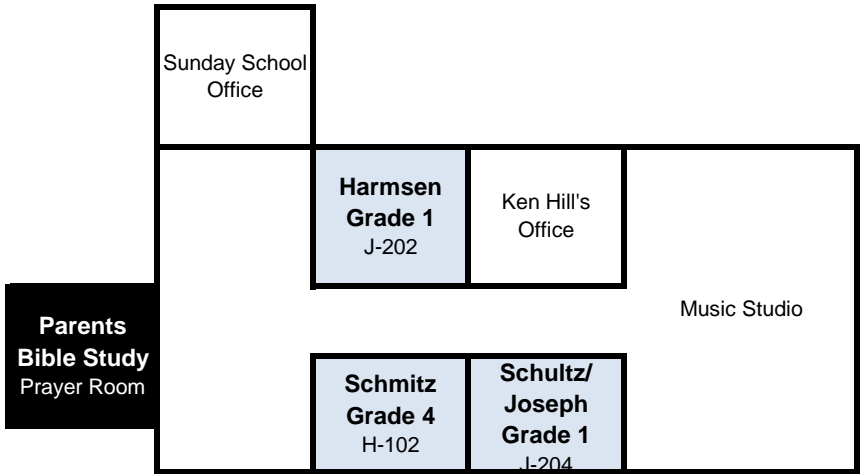 Sunday School
Office
Harmsen
Grade 1
J-202
Ken Hill's
Office
Music Studio
Parents
Bible Study
Prayer Room
Schmitz
Grade 4
H-102
Schultz/
Joseph
Grade 1
J-204